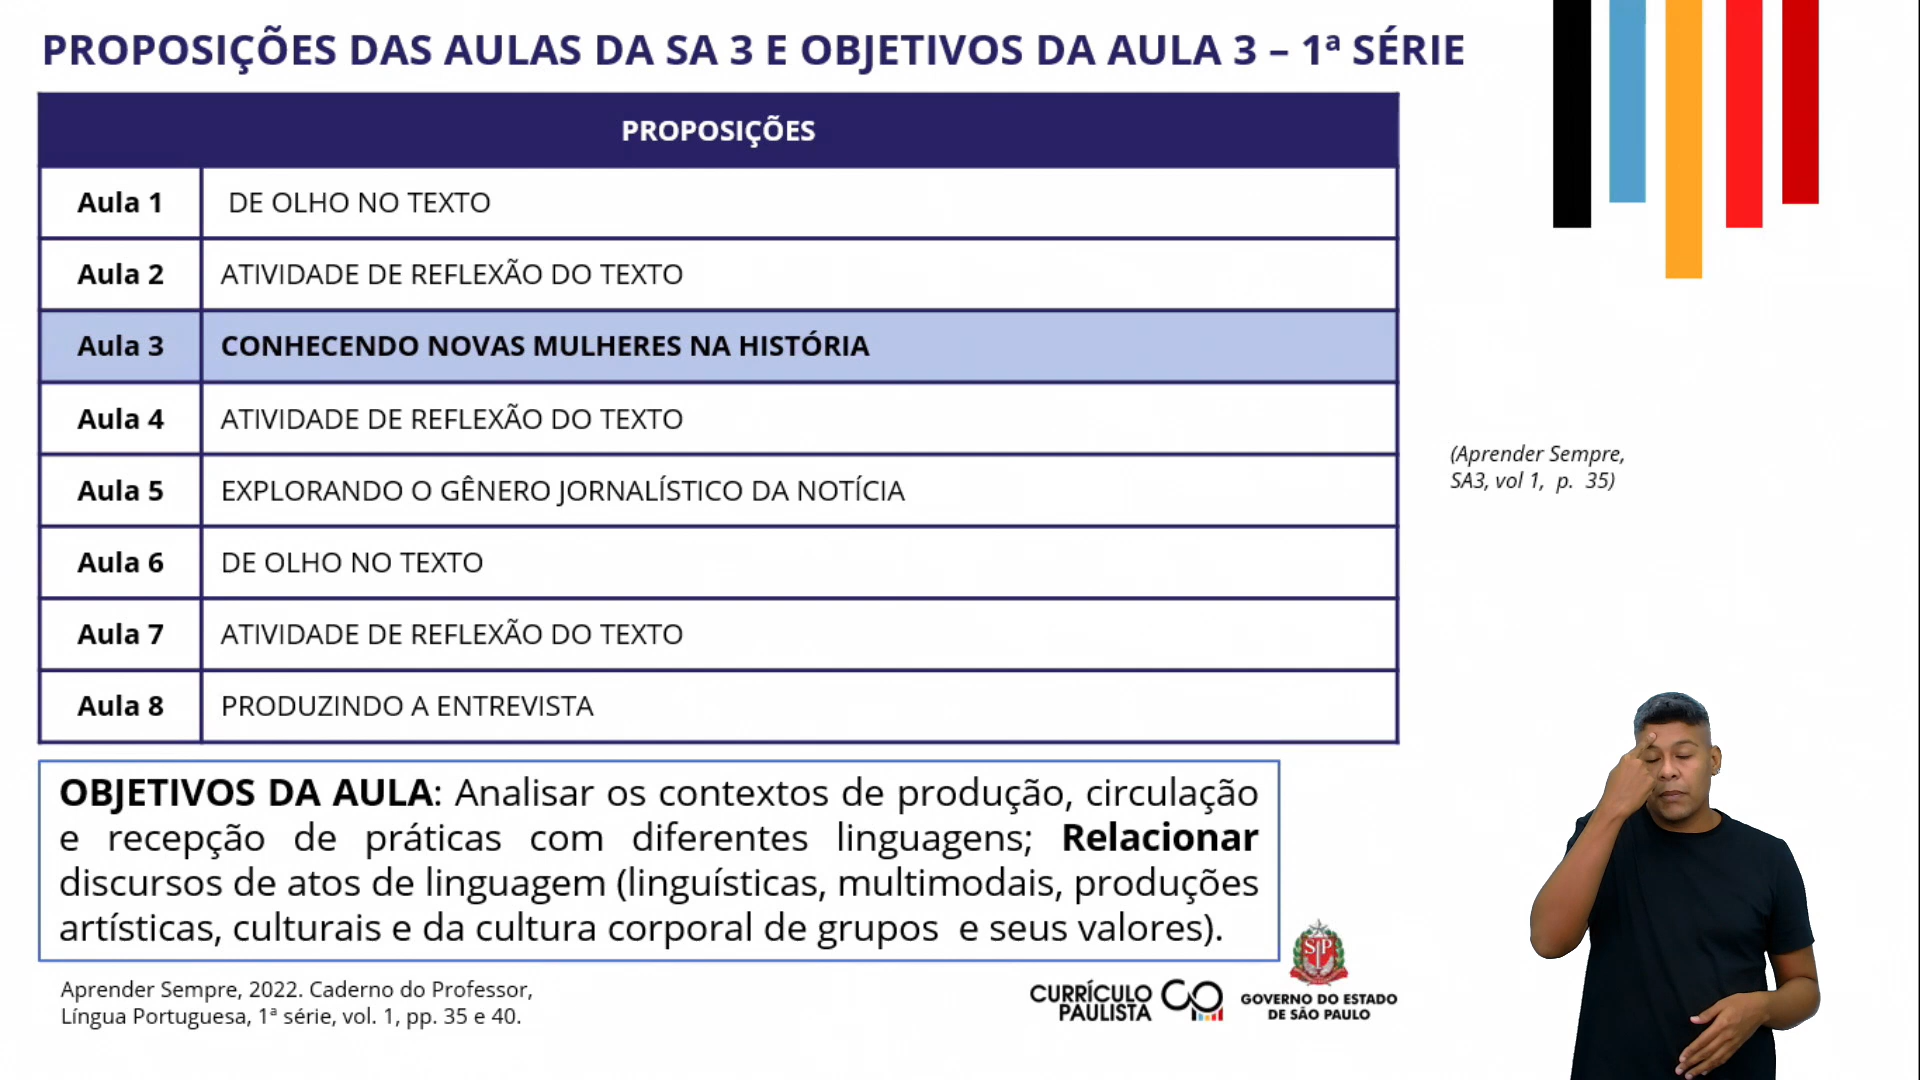 PROPOSIÇÕES DAS AULAS DA SA 3 E OBJETIVOS DA AULA 3 – 1ª SÉRIE
PROPOSIÇÕES
Aula 1 DE OLHO NO TEXTO
Aula 2 ATIVIDADE DE REFLEXÃO DO TEXTO
Aula 3 CONHECENDO NOVAS MULHERES NA HISTÓRIA
Aula 4 ATIVIDADE DE REFLEXÃO DO TEXTO
Aula 5 EXPLORANDO O GÊNERO JORNALÍSTICO DA NOTÍCIA
Aula 6 DE OLHO NO TEXTO
Aula 7 ATIVIDADE DE REFLEXÃO DO TEXTO
Aula 8 PRODUZINDO A ENTREVISTA
(Aprender Sempre,
SA3, vol 1, p. 35)
OBJETIVOS DA AULA: Analisar os contextos de produção, circulação
e recepção de práticas com diferentes linguagens; Relacionar
discursos de atos de linguagem (linguísticas, multimodais, produções
artísticas, culturais e da cultura corporal de grupos e seus valores).
Aprender Sempre, 2022. Caderno do Professor,
Língua Portuguesa, 1ª série, vol. 1, pp. 35 e 40.
CURRÍCULO
PAULISTA
SP
GOVERNO DO ESTADO
DE SÃO PAULO